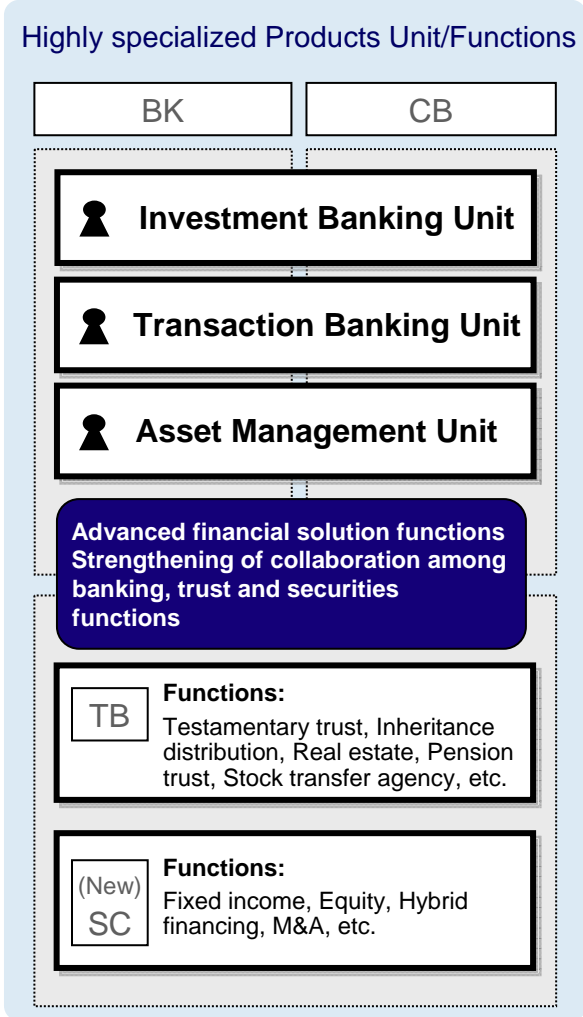 Highly specialized Products Unit/Functions
BK
CB
Investment Banking Unit
Transaction Banking Unit
Asset Management Unit
Advanced financial solution functions
Strengthening of collaboration among
banking, trust and securities
functions
TB
Functions:
Testamentary trust, Inheritance
distribution, Real estate, Pension
trust, Stock transfer agency, etc.
(New)
SC
Functions:
Fixed income, Equity, Hybrid
financing, M&A, etc.